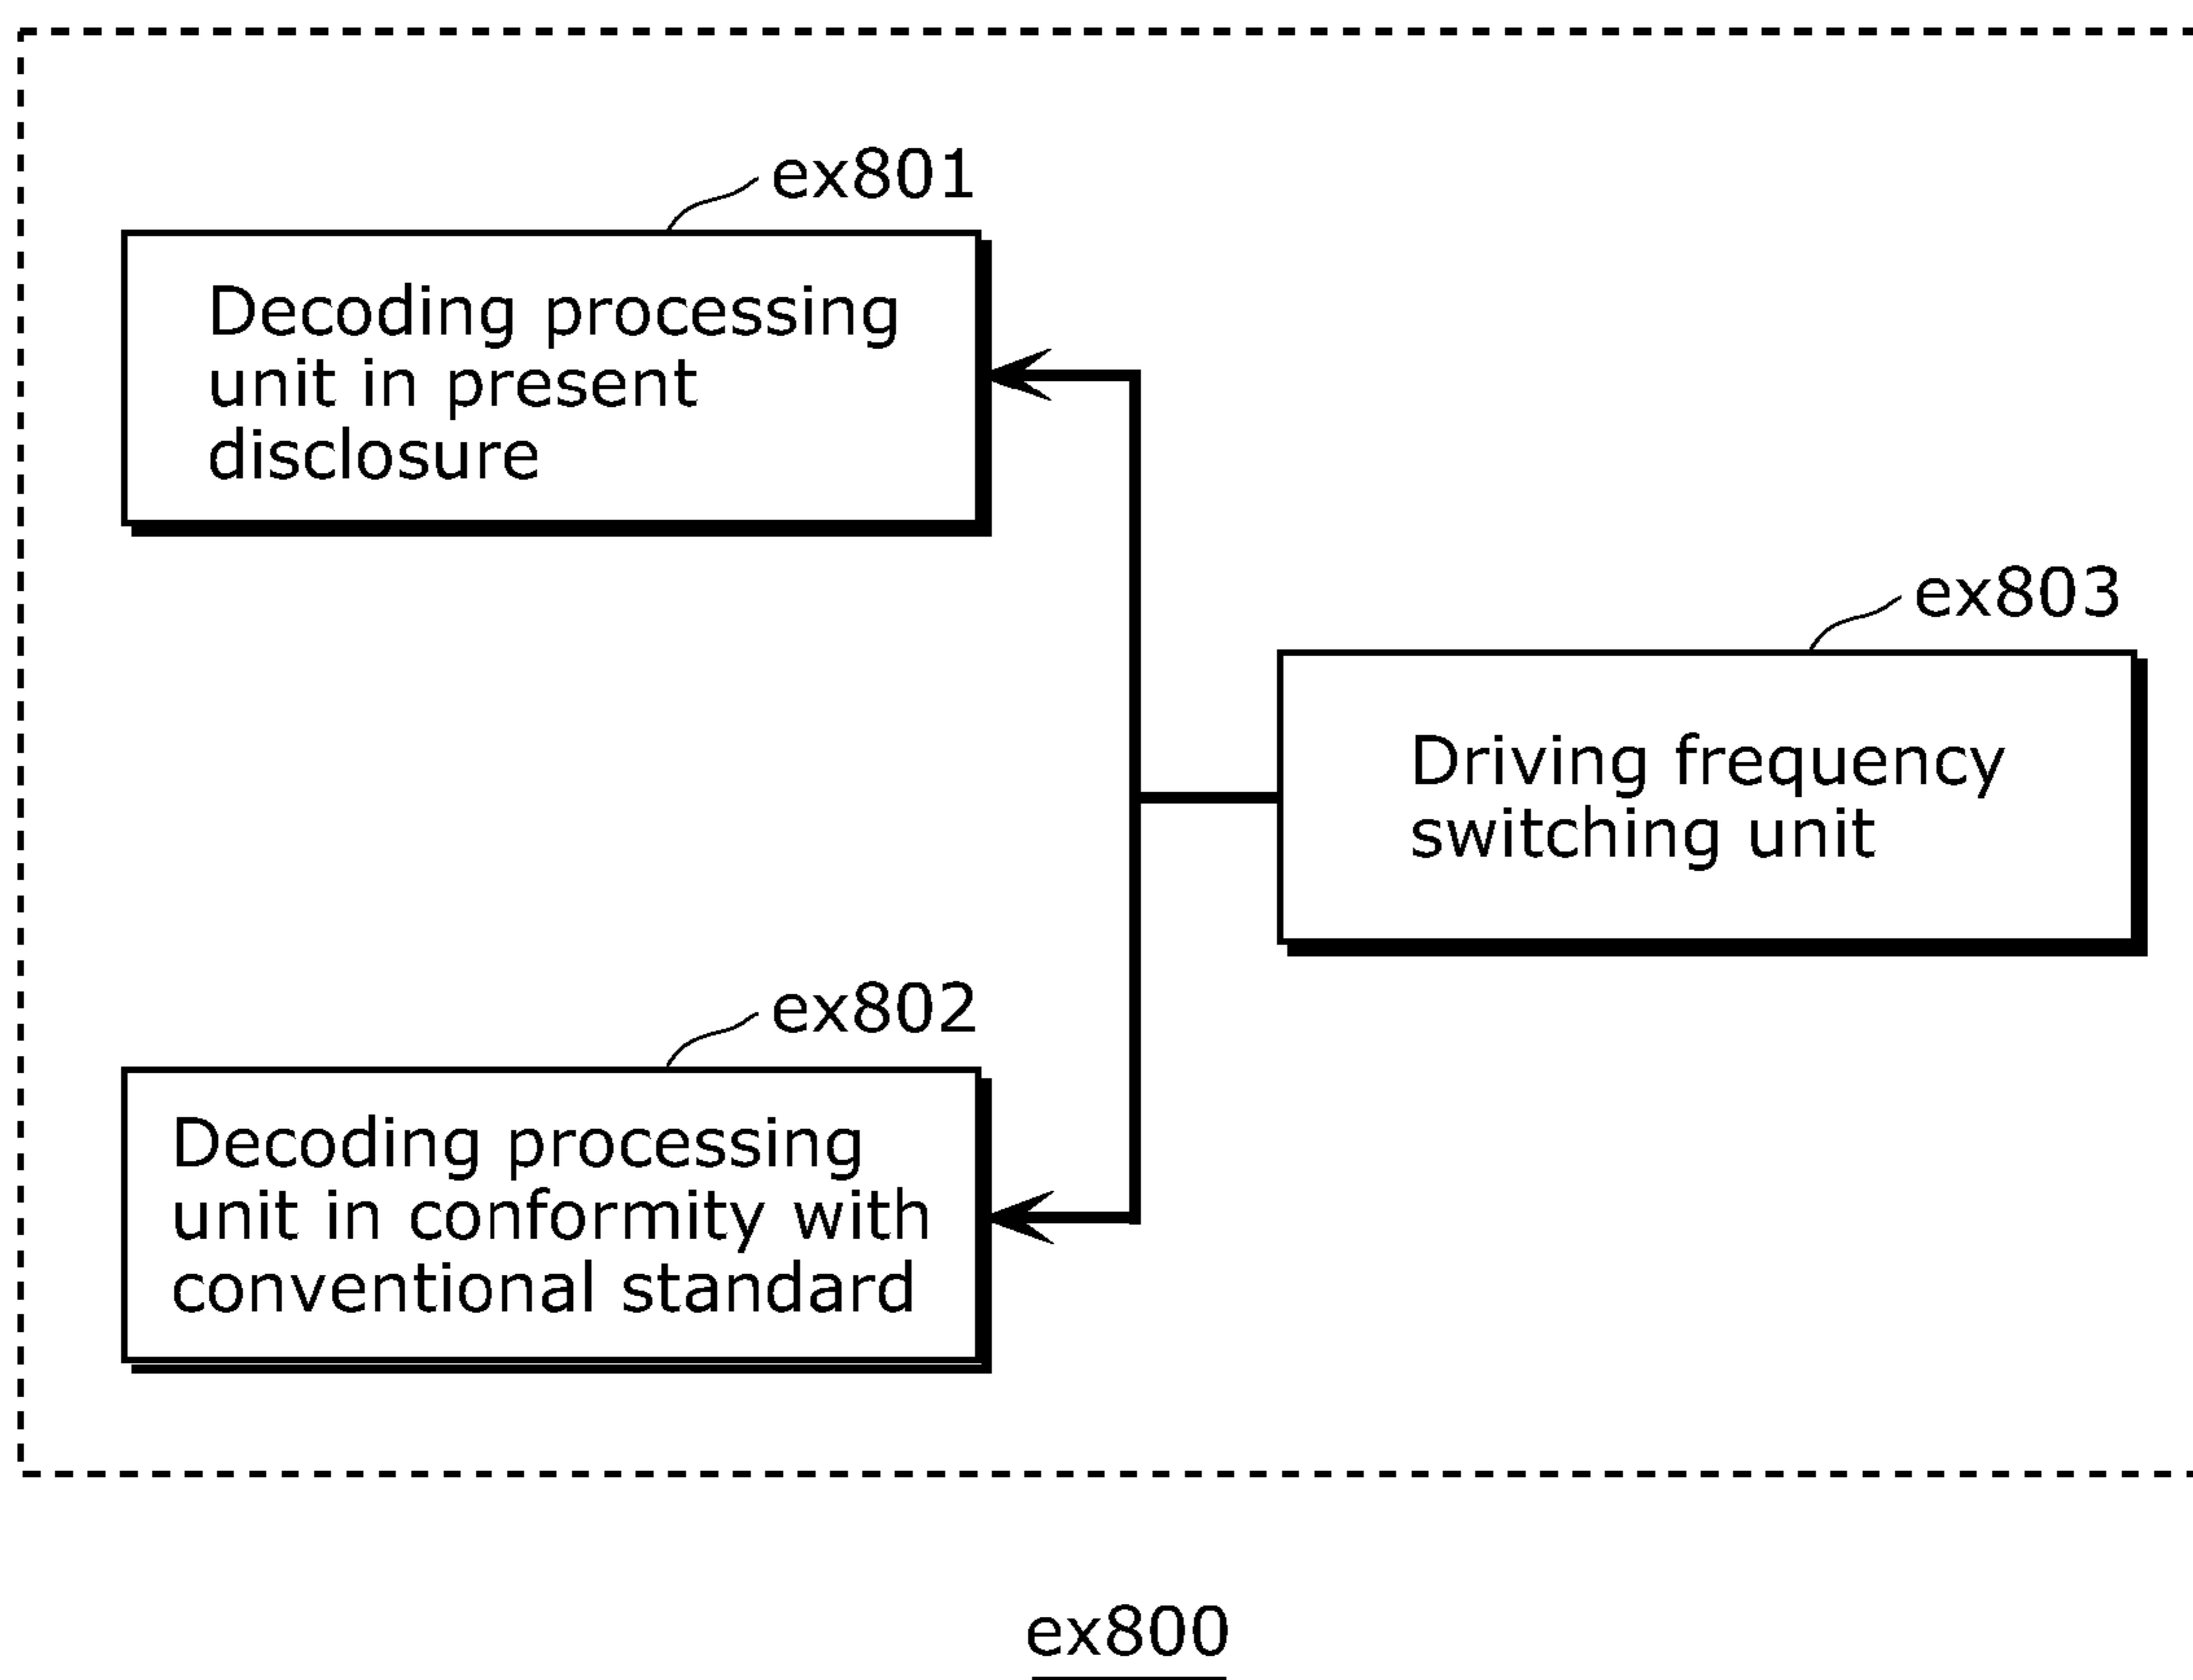 ex801
Decoding processing
unit in present
disclosure
ex803
Driving frequency
switching unit
ex802
Decoding processing
unit in conformity with
conventional standard
ex800